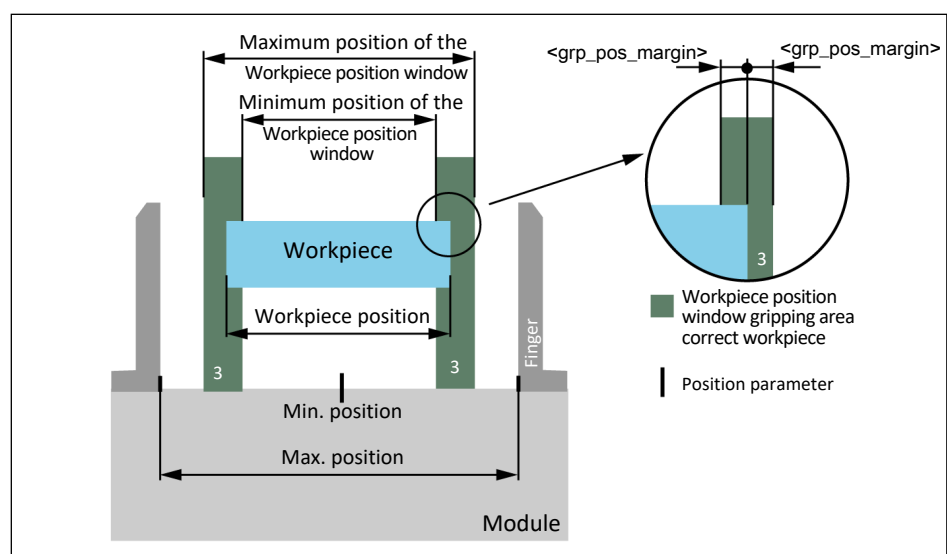 Maximum position of the
Workpiece position window
Minimum position of the
Workpiece position
window
Workpiece
Workpiece position
3
3
Finger
Min. position
Max. position
Module
<grp_pos_margin>
<grp_pos_margin>
3
Workpiece position
window gripping area
correct workpiece
Position parameter